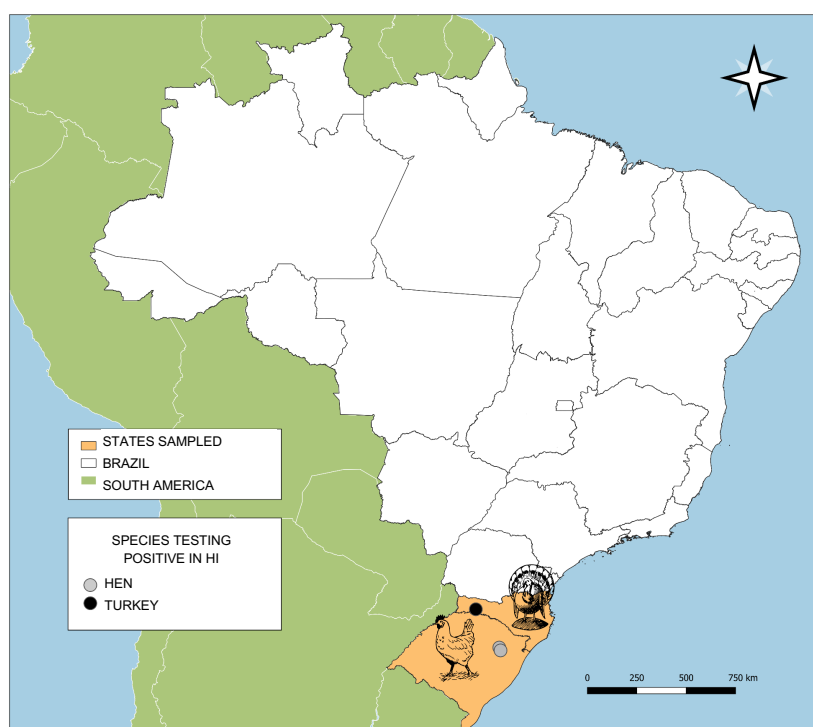 STATES SAMPLED
BRAZIL
SOUTH AMERICA
SPECIES TESTING
POSITIVE IN HI
HEN
TURKEY
0 250 500 750 km